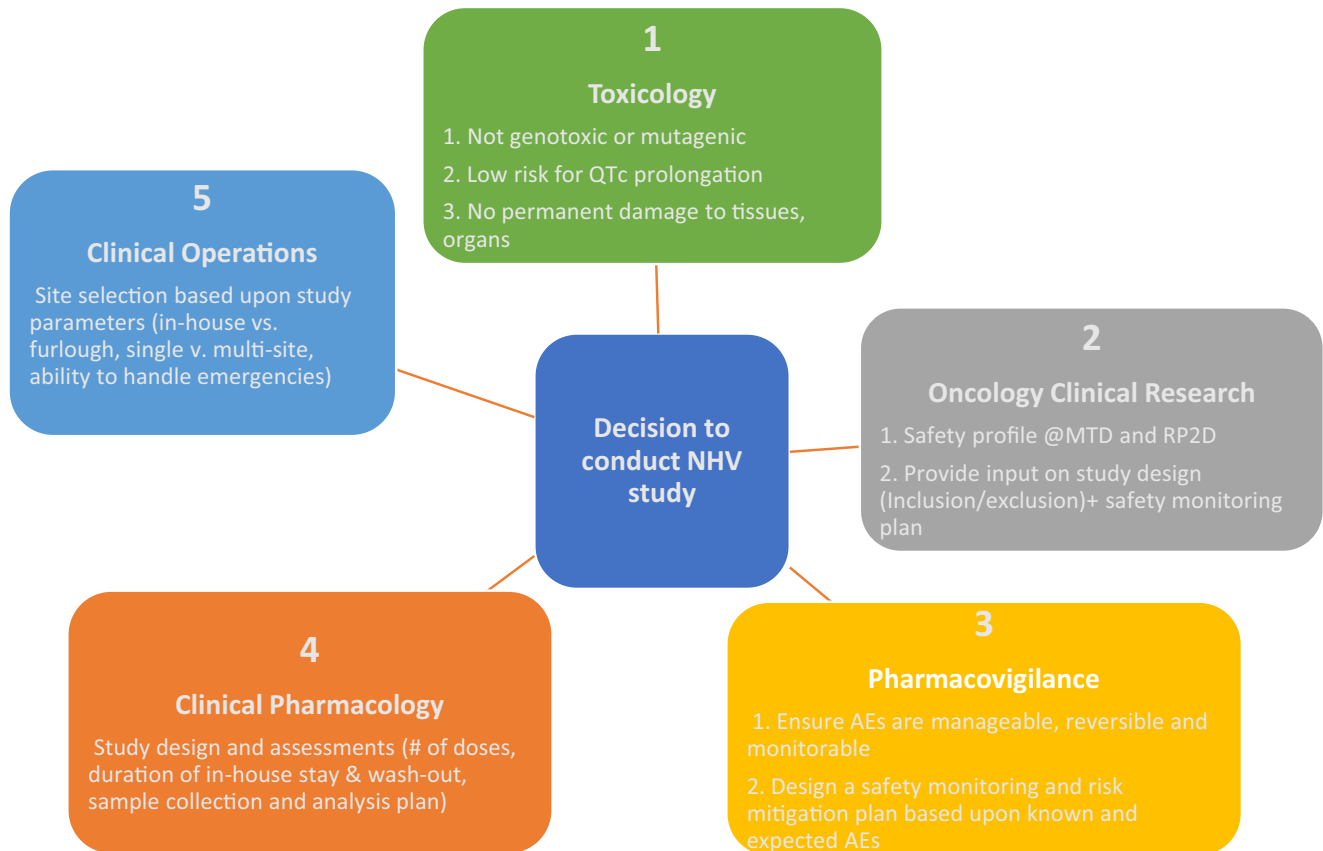 1
Toxicology
1. Not genotoxic or mutagenic
2. Low risk for QTc prolongation
3. No permanent damage to tissues,
organs
5
Clinical Operations
Site selection based upon study
parameters (in-house vs.
furlough, single v. multi-site,
ability to handle emergencies)
Decision to
conduct NHV
study
2
Oncology Clinical Research
1. Safety profile @MTD and RP2D
2. Provide input on study design
(Inclusion/exclusion)+ safety monitoring
plan
4
Clinical Pharmacology
Study design and assessments (# of doses,
duration of in-house stay & wash-out,
sample collection and analysis plan)
3
Pharmacovigilance
1. Ensure AEs are manageable, reversible and
monitorable
2. Design a safety monitoring and risk
mitigation plan based upon known and
expected AEs